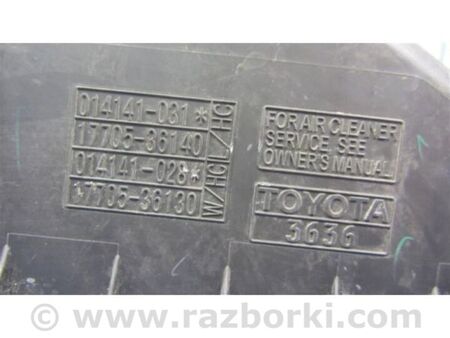 014141-031*
17705-36140
L/HC
014141-028*
17705-36130
W/HC
FOR AIR CLEANER
SERVICE, SEE
OWNER'S MANUAL
TOYOTA
3636
© www.razborki.com